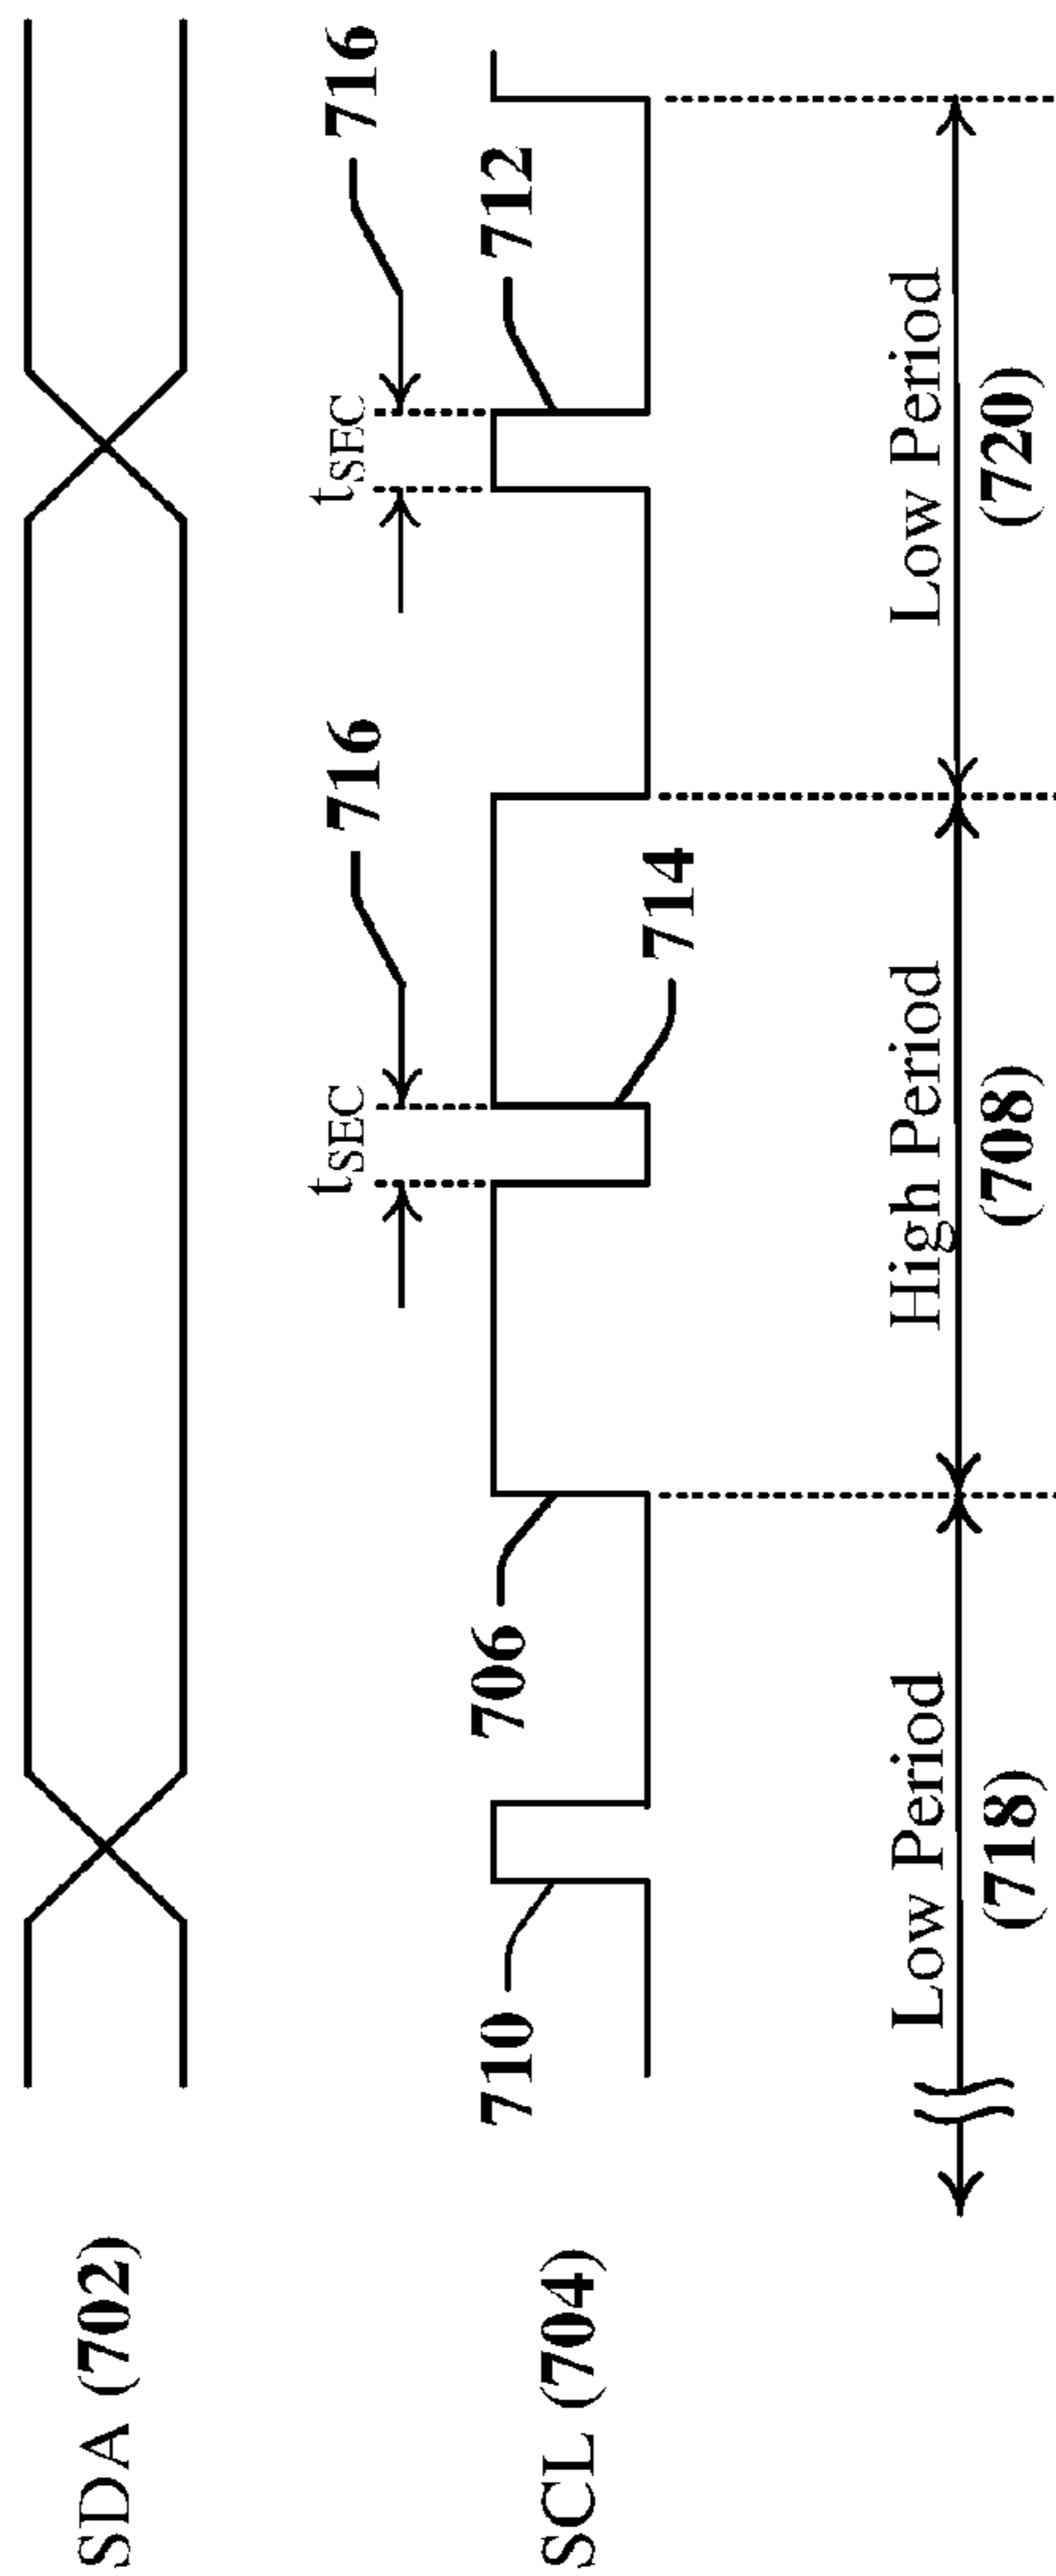 SDA (702)
SCL (704)
710
706
t_SEC
716
714
t_SEC
716
712
Low Period
(718)
High Period
(708)
Low Period
(720)